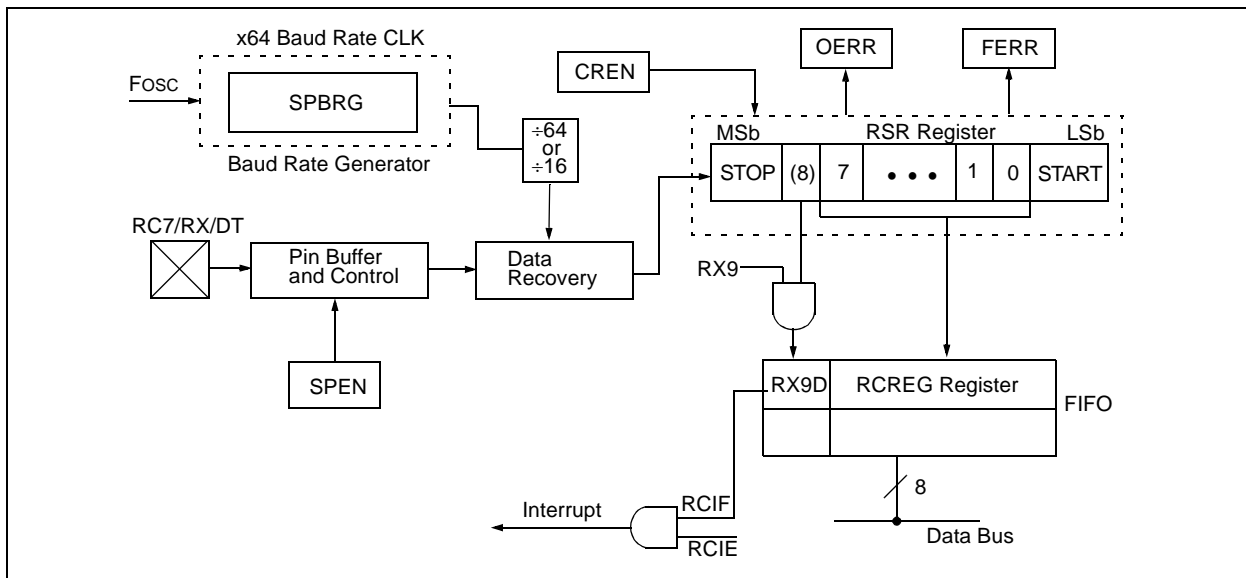 x64 Baud Rate CLK
FOSC
SPBRG
Baud Rate Generator
÷64
or
÷16
CREN
OERR
FERR
MSb
RSR Register
LSb
STOP
(8)
7
• • •
1
0
START
RC7/RX/DT
Pin Buffer
and Control
Data
Recovery
RX9
SPEN
RX9D
RCREG Register
FIFO
8
Data Bus
Interrupt
RCIF
RCIE